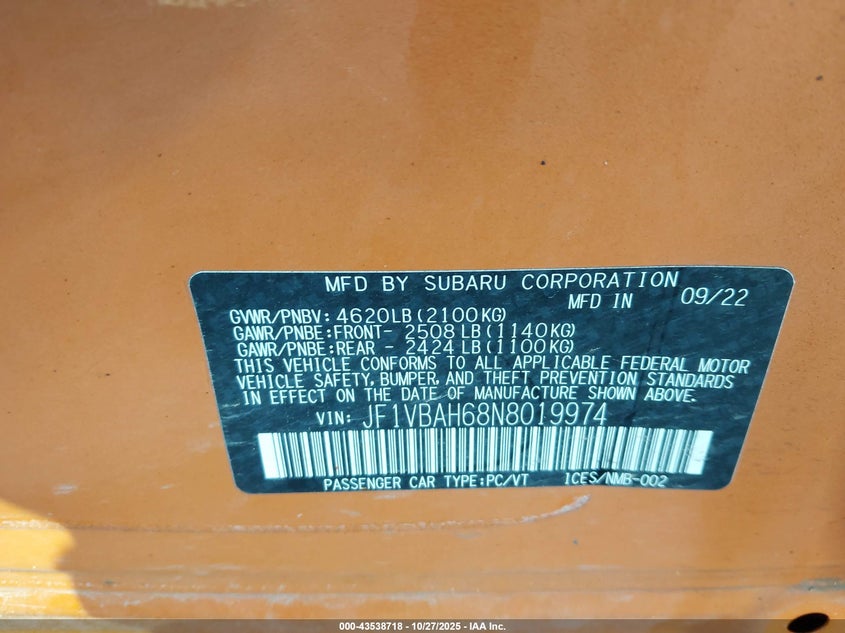 MFD BY SUBARU CORPORATION
MFD IN 09/22
GVWR/PNBV: 4620LB(2100KG)
GAWR/PNBE:FRONT- 2508LB(1140KG)
GAWR/PNBE:REAR - 2424LB(1100KG)
THIS VEHICLE CONFORMS TO ALL APPLICABLE FEDERAL MOTOR
VEHICLE SAFETY, BUMPER, AND THEFT PREVENTION STANDARDS
IN EFFECT ON THE DATE OF MANUFACTURE SHOWN ABOVE.
VIN: JF1VBAH68N8019974
PASSENGER CAR TYPE:PC/VT ICES/NMB-002
000-43538718 - 10/27/2025 - IAA Inc.